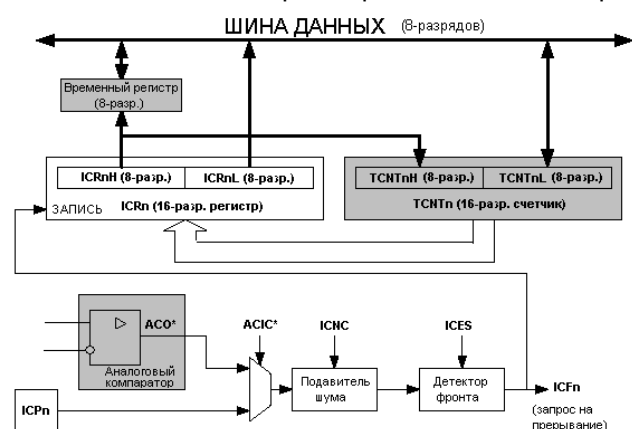 ШИНА ДАННЫХ (8-разрядов)
Временный регистр
(8-разр.)
ICRnH (8-разр.) ICRnL (8-разр.)
ЗАПИСЬ ICRn (16-разр. регистр)
TCNTnH (8-разр.) TCNTnL (8-разр.)
TCNTn (16-разр. счетчик)
ACO*
Аналоговый
компаратор
ACIC*
ICNC
ICES
Подавитель
шума
Детектор
фронта
ICPn
ICFn
(запрос на
прерывание)